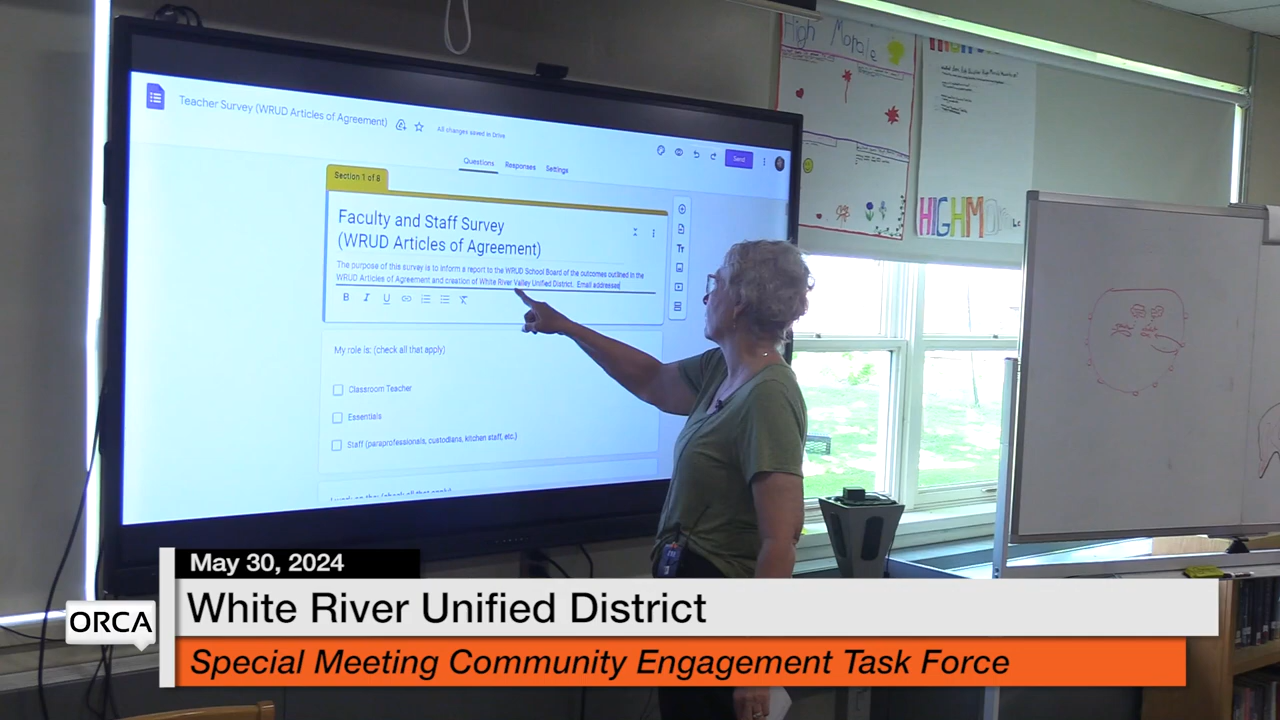 Teacher Survey (WRUD Articles of Agreement)
All changes saved in Drive
Send
Questions
Responses
Settings
Section 1 of 8
Faculty and Staff Survey
(WRUD Articles of Agreement)
The purpose of this survey is to inform a report to the WRUD School Board of the outcomes outlined in the
WRUD Articles of Agreement and creation of White River Valley Unified District. Email addresses
B I U
Tt
My role is: (check all that apply)
Classroom Teacher
Essentials
Staff (paraprofessionals, custodians, kitchen staff, etc.)
High Morale
HIGH MO
May 30, 2024
White River Unified District
ORCA
Special Meeting Community Engagement Task Force